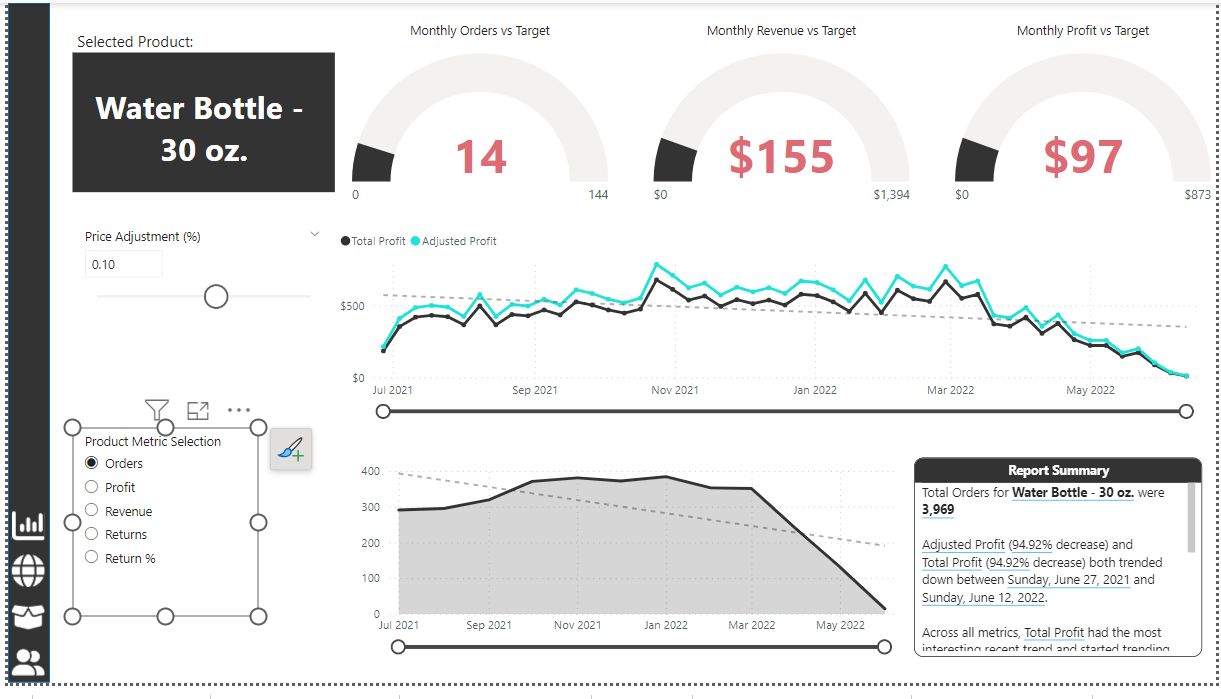 Selected Product:
Water Bottle -
30 oz.
Monthly Orders vs Target
14
0
144
Monthly Revenue vs Target
$155
$0
$1,394
Monthly Profit vs Target
$97
$0
$873
Price Adjustment (%)
0.10
Total Profit
Adjusted Profit
$500
$0
Jul 2021
Sep 2021
Nov 2021
Jan 2022
Mar 2022
May 2022
Product Metric Selection
Orders
Profit
Revenue
Returns
Return %
400
300
200
100
0
Jul 2021
Sep 2021
Nov 2021
Jan 2022
Mar 2022
May 2022
Report Summary
Total Orders for Water Bottle - 30 oz. were
3,969
Adjusted Profit (94.92% decrease) and
Total Profit (94.92% decrease) both trended
down between Sunday, June 27, 2021 and
Sunday, June 12, 2022.
Across all metrics, Total Profit had the most
interesting recent trend and started trending